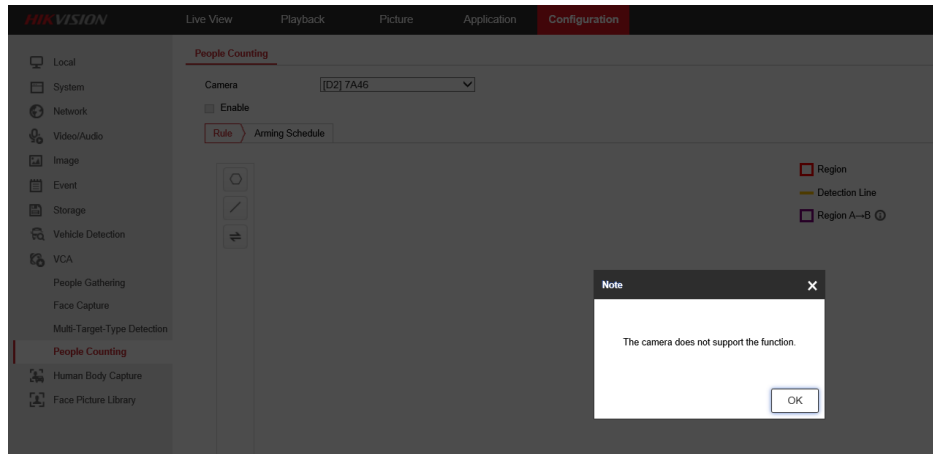 HIKVISION Live View Playback Picture Application Configuration
Local
System
Network
Video/Audio
Image
Event
Storage
Vehicle Detection
VCA
People Gathering
Face Capture
Multi-Target-Type Detection
People Counting
Human Body Capture
Face Picture Library
People Counting
Camera [D2] 7A46
Enable
Rule Arming Schedule
Region
Detection Line
Region A→B
Note
The camera does not support the function.
OK